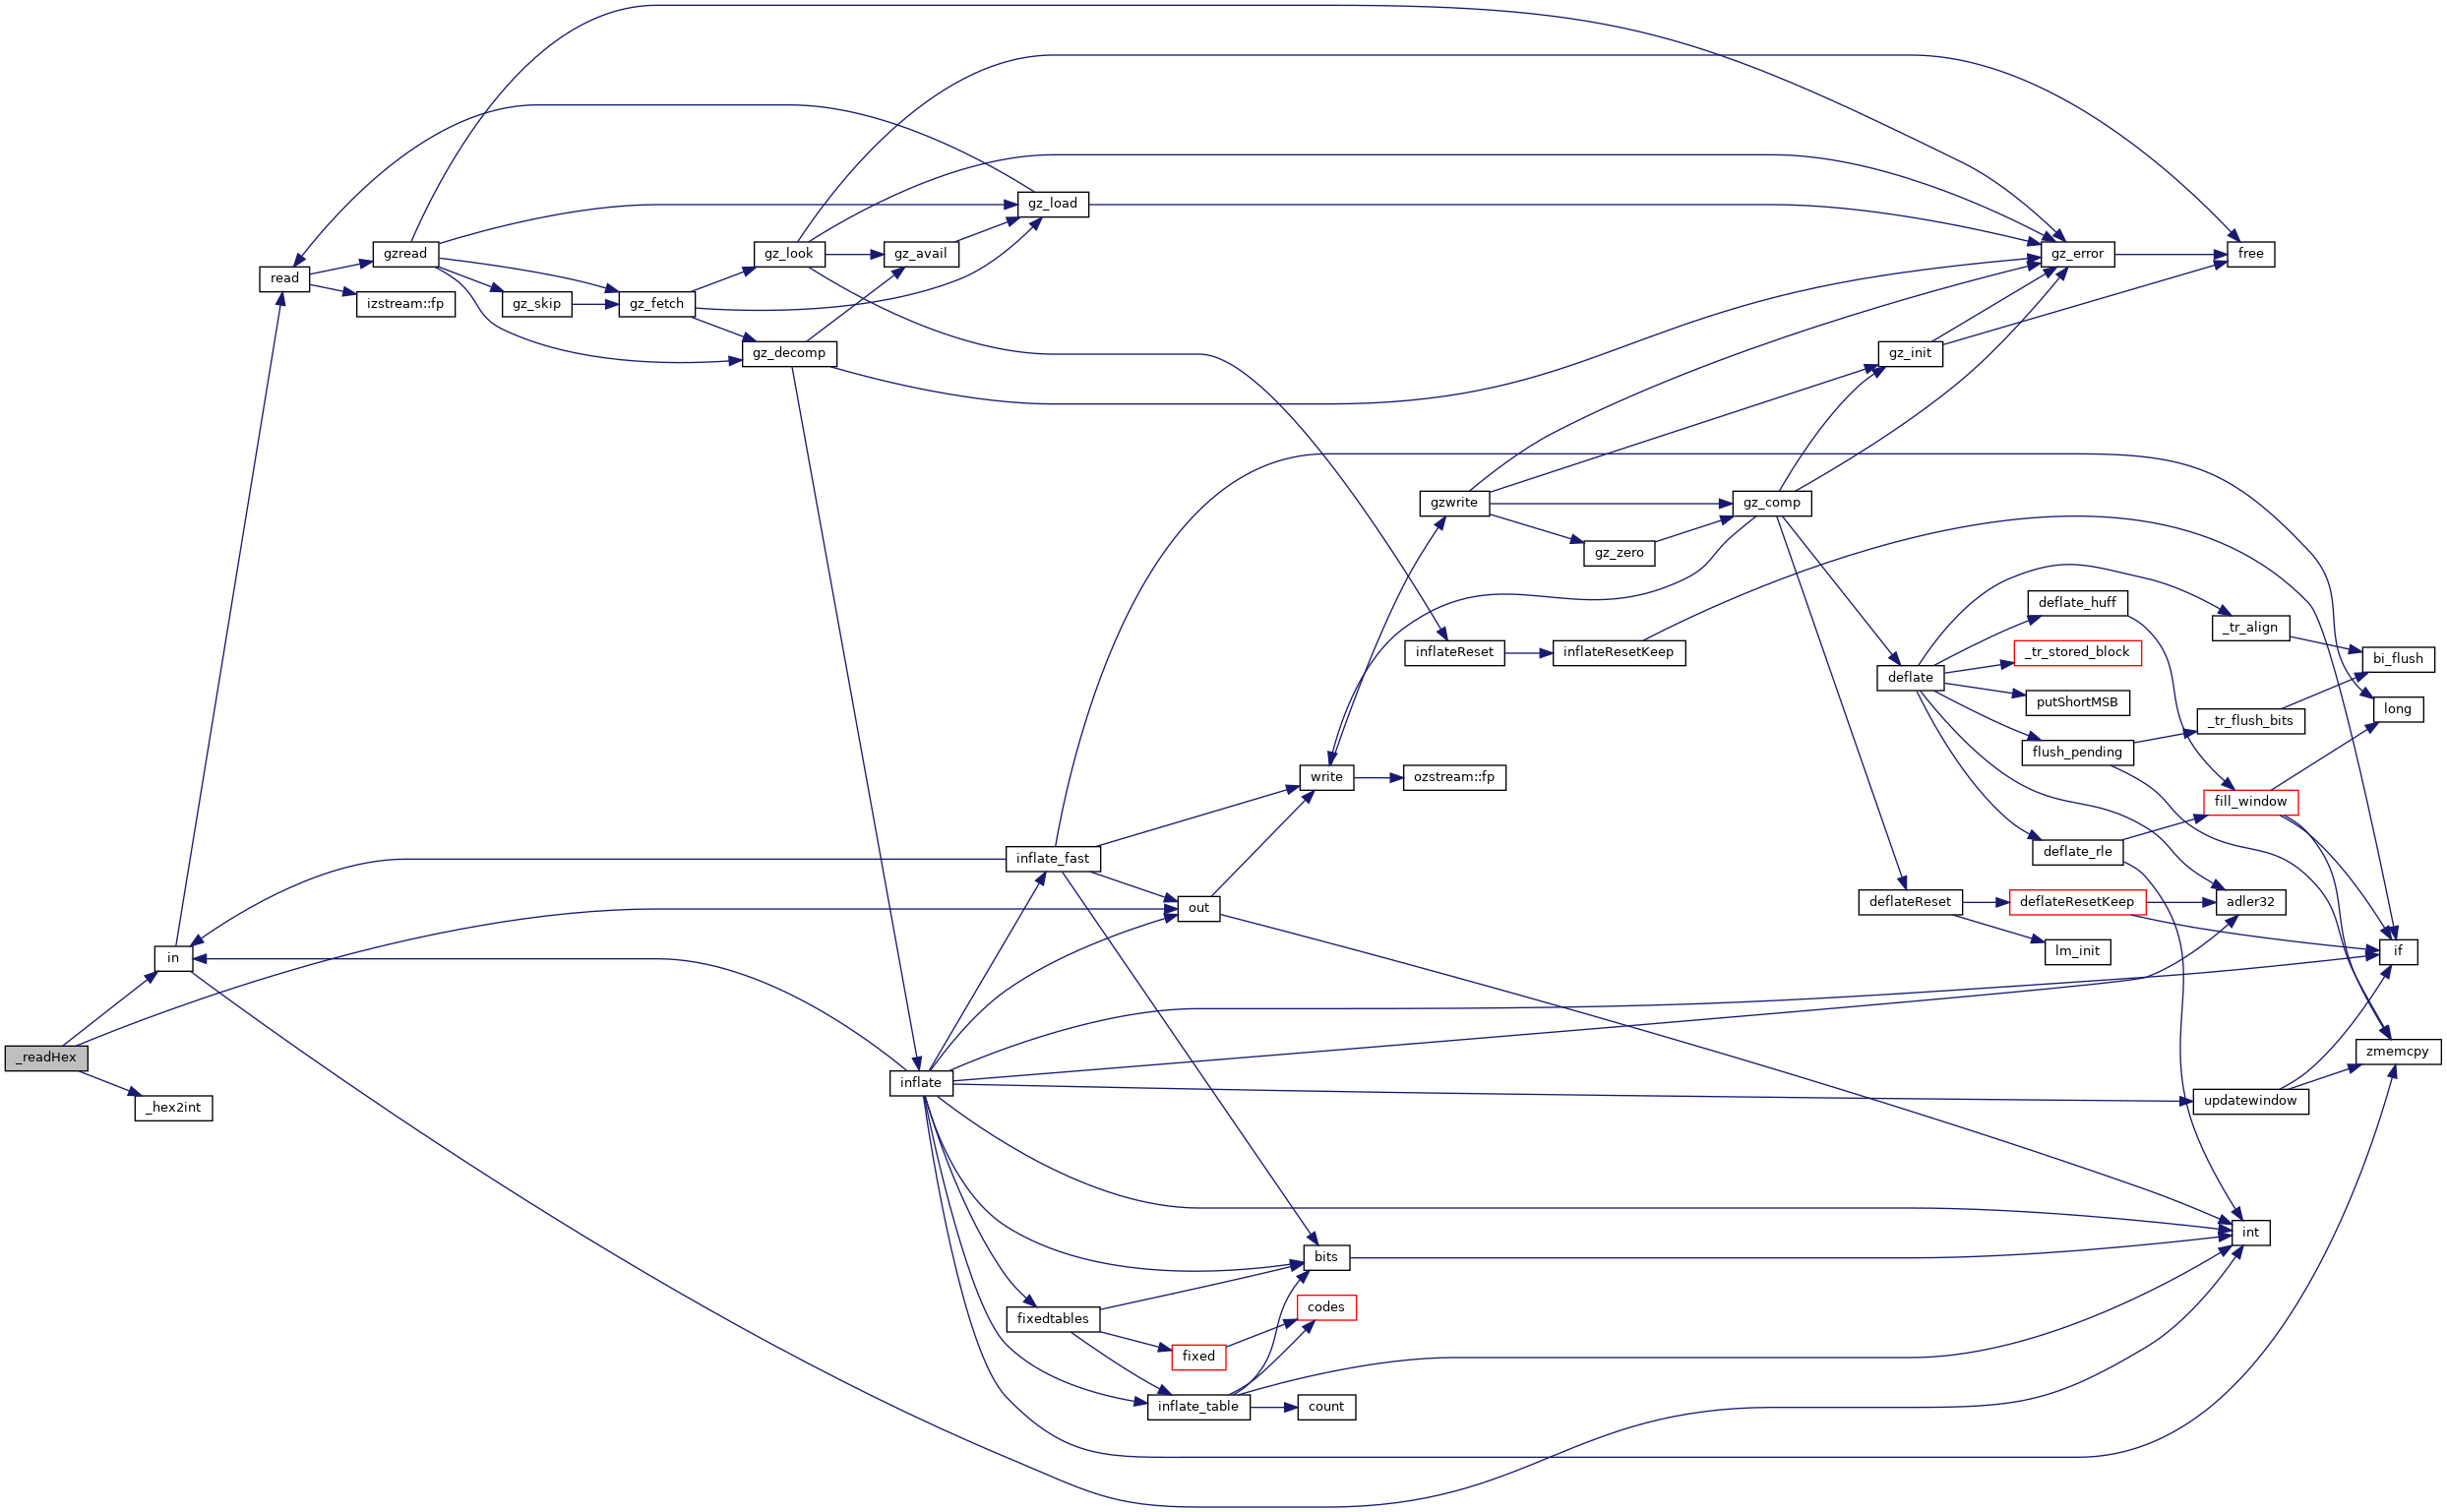 gz_load
gzread
gz_look
gz_avail
gz_error
free
read
izstream::fp
gz_skip
gz_fetch
gz_decomp
gz_init
gzwrite
gz_comp
gz_zero
deflate_huff
_tr_align
inflateReset
inflateResetKeep
_tr_stored_block
bi_flush
deflate
putShortMSB
long
_tr_flush_bits
flush_pending
write
ozstream::fp
fill_window
inflate_fast
deflate_rle
out
deflateReset
deflateResetKeep
adler32
in
lm_init
if
_readHex
zmemcpy
inflate
_hex2int
updatewindow
int
bits
codes
fixedtables
fixed
inflate_table
count